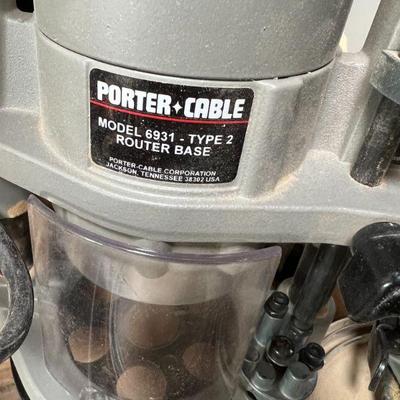 PORTER+CABLE
MODEL 6931 - TYPE 2
ROUTER BASE
PORTER-CABLE CORPORATION
JACKSON, TENNESSEE 38302 USA